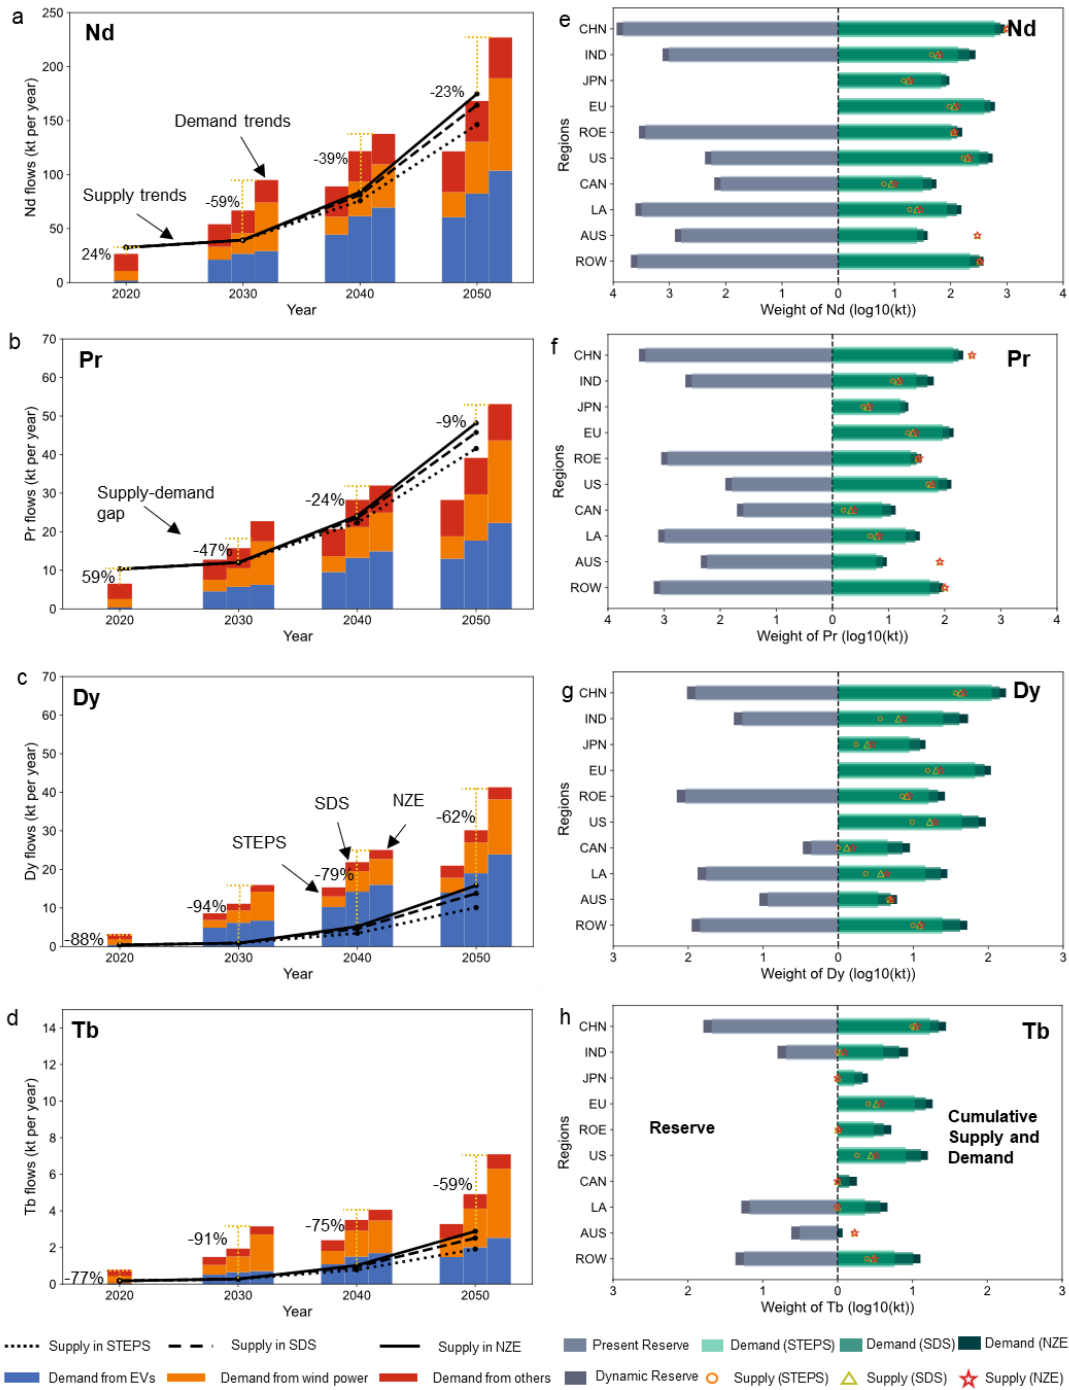 a
Nd
250
200
150
100
50
0
Nd flows (kt per year)
24%
-59%
-39%
-23%
Demand trends
Supply trends
2020
2030
2040
2050
Year
e
Nd
CHN
IND
JPN
EU
ROE
US
CAN
LA
AUS
ROW
Regions
4
3
2
1
0
1
2
3
4
Weight of Nd (log10(kt))
b
Pr
70
60
50
40
30
20
10
0
Pr flows (kt per year)
59%
-47%
-24%
-9%
Supply-demand
gap
2020
2030
2040
2050
Year
f
Pr
CHN
IND
JPN
EU
ROE
US
CAN
LA
AUS
ROW
Regions
4
3
2
1
0
1
2
3
4
Weight of Pr (log10(kt))
c
Dy
70
60
50
40
30
20
10
0
Dy flows (kt per year)
-88%
-94%
-79%
-62%
STEPS
SDS
NZE
2020
2030
2040
2050
Year
g
Dy
CHN
IND
JPN
EU
ROE
US
CAN
LA
AUS
ROW
Regions
3
2
1
0
1
2
3
Weight of Dy (log10(kt))
d
Tb
14
12
10
8
6
4
2
0
Tb flows (kt per year)
-77%
-91%
-75%
-59%
2020
2030
2040
2050
Year
h
Tb
CHN
IND
JPN
EU
ROE
US
CAN
LA
AUS
ROW
Regions
Reserve
Cumulative
Supply and
Demand
3
2
1
0
1
2
3
Weight of Tb (log10(kt))
Supply in STEPS
Supply in SDS
Supply in NZE
Present Reserve
Demand (STEPS)
Demand (SDS)
Demand (NZE
Demand from EVs
Demand from wind power
Demand from others
Dynamic Reserve
Supply (STEPS)
Supply (SDS)
Supply (NZE)